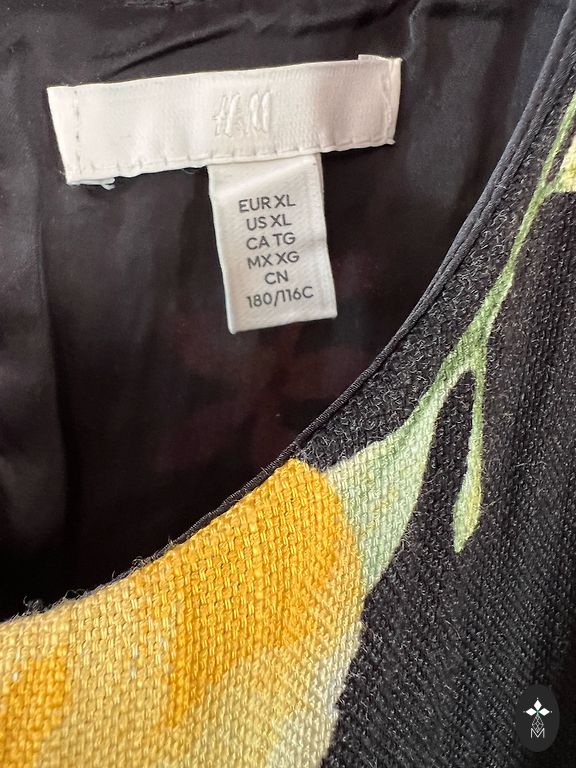 H&M
EUR XL
US XL
CA TG
MX XG
CN
180/116C
M